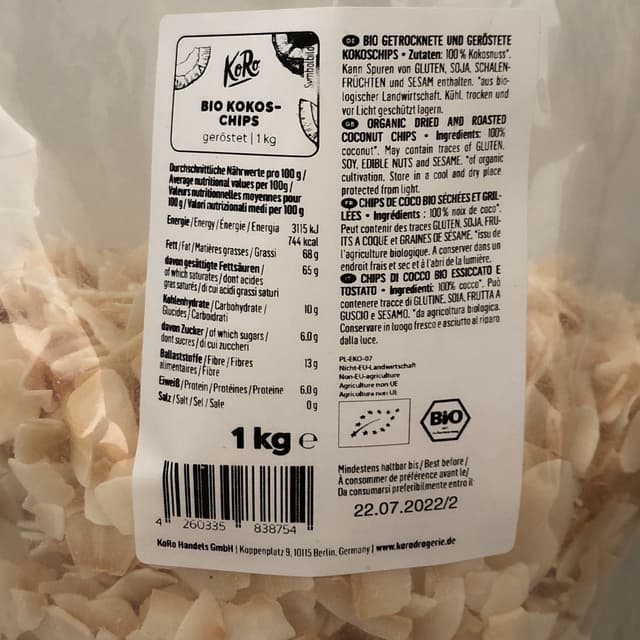 KoRo
Symbolbild
BIO KOKOS-
CHIPS
geröstet | 1 kg
Durchschnittliche Nährwerte pro 100 g /
Average nutritional values per 100g /
Valeurs nutritionnelles moyennes pour
100 g / Valori nutrizionali medi per 100 g
Energie / Energy / Énergie / Energia 3115 kJ
744 kcal
Fett / Fat / Matières grasses / Grassi 68 g
davon gesättigte Fettsäuren / 65 g
of which saturates / dont acides
gras saturés / di cui acidi grassi saturi
Kohlenhydrate / Carbohydrate / 10 g
Glucides / Carboidrati
davon Zucker / of which sugars / 6.0 g
dont sucres / di cui zuccheri
Ballaststoffe / Fibre / Fibres 13 g
alimentaires / Fibre
Eiweiß / Protein / Protéines / Proteine 6.0 g
Salz / Salt / Sel / Sale 0 g
1 kg e
4 260335 838754
KoRo Handels GmbH | Koppenplatz 9, 10115 Berlin, Germany | www.korodrogerie.de
DE BIO GETROCKNETE UND GERÖSTETE
KOKOSCHIPS • Zutaten: 100 % Kokosnuss*.
Kann Spuren von GLUTEN, SOJA, SCHALEN-
FRÜCHTEN und SESAM enthalten. *aus bio-
logischer Landwirtschaft. Kühl, trocken und
vor Licht geschützt lagern.
ORGANIC DRIED AND ROASTED
COCONUT CHIPS • Ingredients: 100%
coconut*. May contain traces of GLUTEN,
SOY, EDIBLE NUTS and SESAME. *of organic
cultivation. Store in a cool and dry place
protected from light.
CHIPS DE COCO BIO SÉCHÉES ET GRIL-
LÉES • Ingrédients : 100% noix de coco*.
Peut contenir des traces GLUTEN, SOJA, FRU-
ITS A COQUE et GRAINES DE SÉSAME. *issu de
l'agriculture biologique. A conserver dans un
endroit frais et sec et à l'abri de la lumière.
CHIPS DI COCCO BIO ESSICCATO E
TOSTATO • Ingredienti: 100% cocco*. Può
contenere tracce di GLUTINE, SOIA, FRUTTA A
GUSCIO e SESAMO. *da agricoltura biologica.
Conservare in luogo fresco e asciutto al riparo
dalla luce.
PL-EKO-07
Nicht-EU-Landwirtschaft
Non-EU-agriculture
Agriculture non UE
Agricultura non UE
BiO
Mindestens haltbar bis / Best before /
À consommer de préférence avant le /
Da consumarsi preferibilmente entro il:
22.07.2022/2